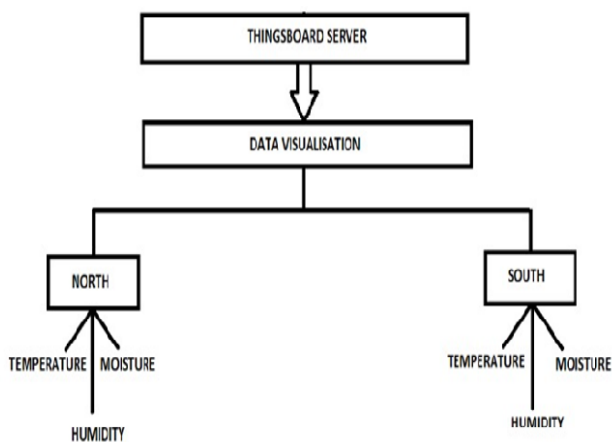 THINGSBOARD SERVER
DATA VISUALISATION
NORTH
SOUTH
TEMPERATURE
MOISTURE
HUMIDITY
TEMPERATURE
MOISTURE
HUMIDITY